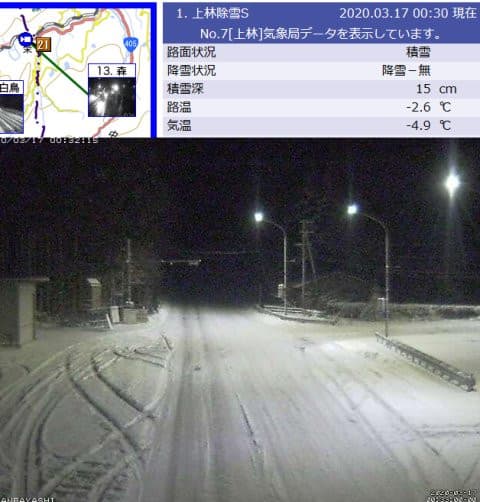 1. 上林除雪S 2020.03.17 00:30 現在
No.7[上林]気象局データを表示しています。
路面状況 積雪
降雪状況 降雪－無
積雪深 15 cm
路温 -2.6 ℃
気温 -4.9 ℃
21
405
13. 森
白鳥
0/03/17 00:32:15
2020-03-17